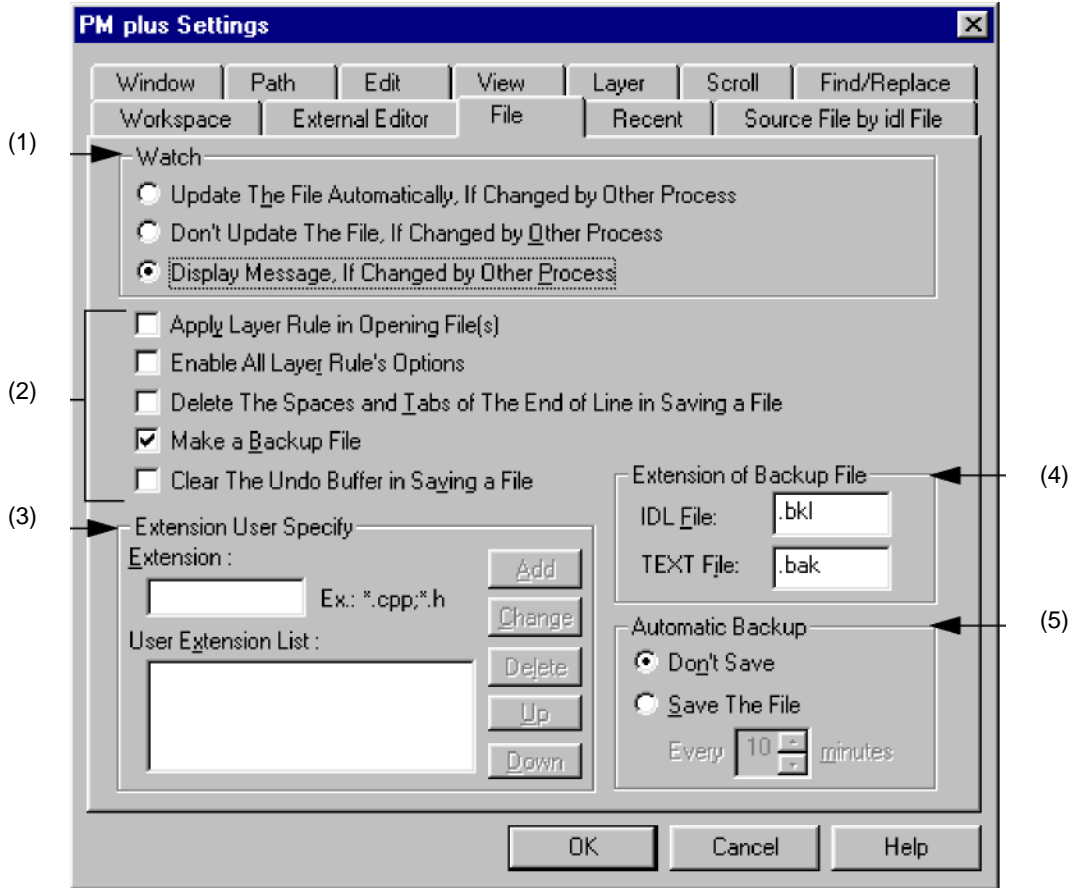 PM plus Settings
Window Path Edit View Layer Scroll Find/Replace
Workspace External Editor File Recent Source File by idl File
(1)
Watch
Update The File Automatically, If Changed by Other Process
Don't Update The File, If Changed by Other Process
Display Message, If Changed by Other Process
(2)
Apply Layer Rule in Opening File(s)
Enable All Layer Rule's Options
Delete The Spaces and Tabs of The End of Line in Saving a File
Make a Backup File
Clear The Undo Buffer in Saving a File
(3)
Extension User Specify
Extension :
Ex.: *.cpp;*.h
User Extension List :
Add
Change
Delete
Up
Down
Extension of Backup File
(4)
IDL File: .bkl
TEXT File: .bak
Automatic Backup
(5)
Don't Save
Save The File
Every 10 minutes
OK Cancel Help